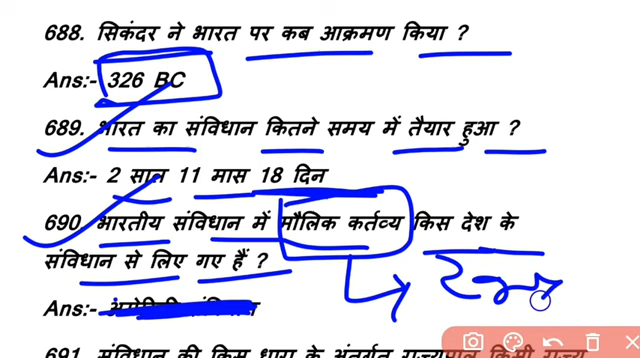 688. सिकंदर ने भारत पर कब आक्रमण किया ?
Ans:- 326 BC
689. भारत का संविधान कितने समय में तैयार हुआ ?
Ans:- 2 साल 11 मास 18 दिन
690. भारतीय संविधान में मौलिक कर्तव्य किस देश के
संविधान से लिए गए हैं ?
Ans:-
691. संविधान की किस धारा के अंतर्गत राज्यपाल किसी राज्य